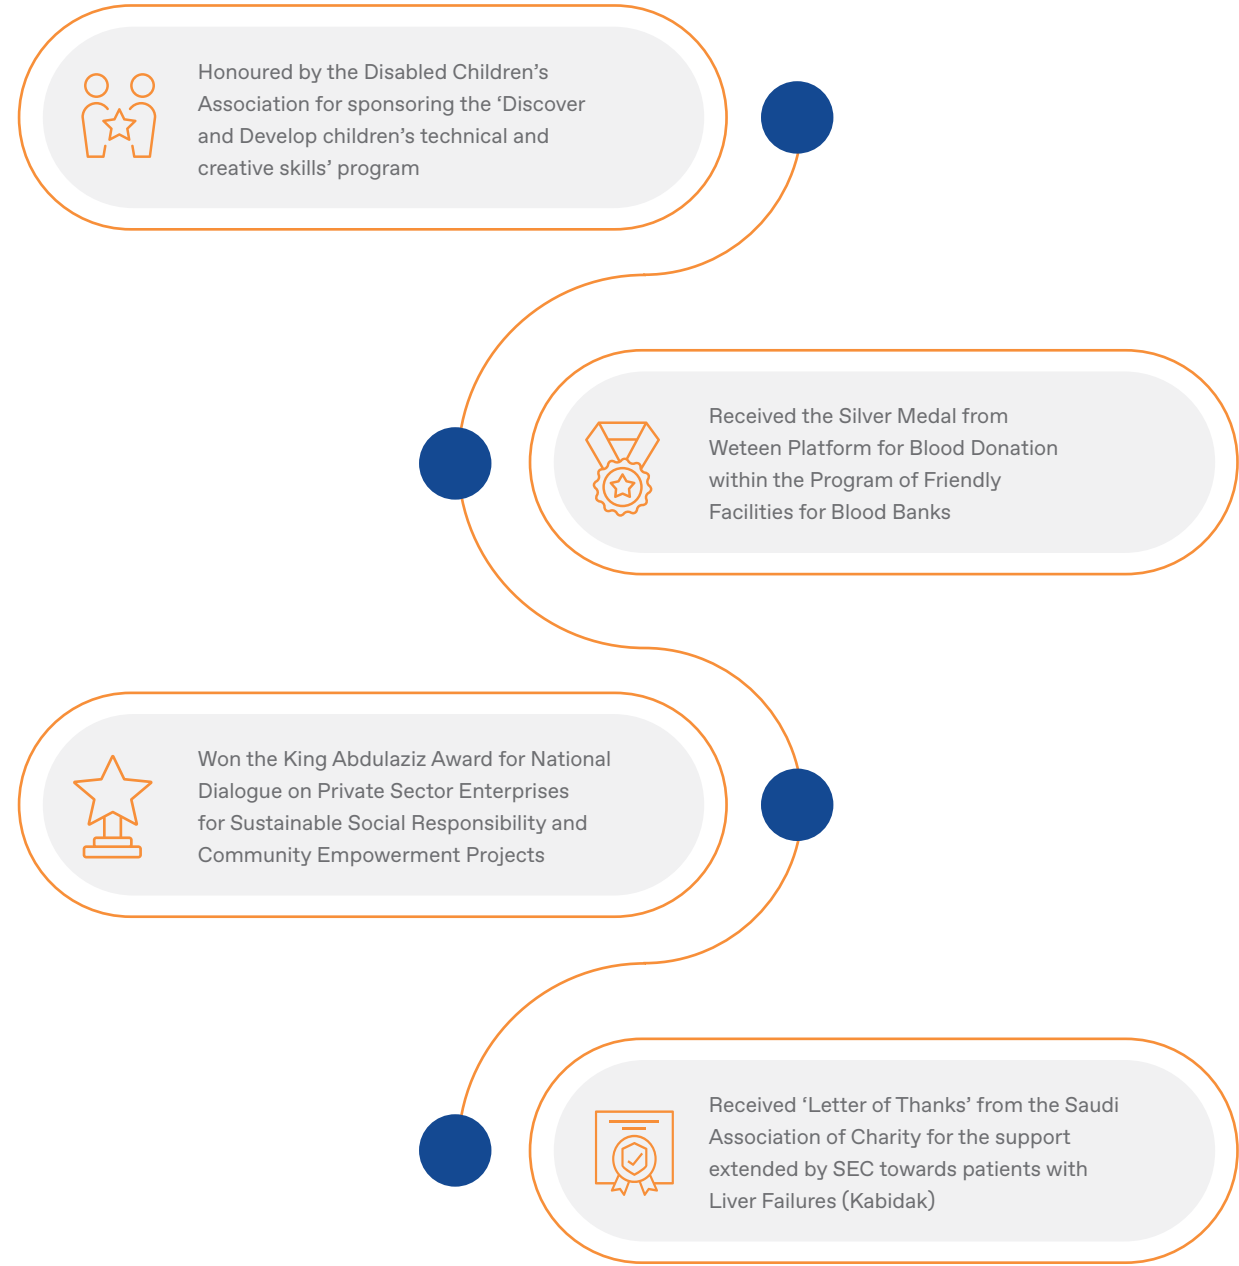 Honoured by the Disabled Children’s
Association for sponsoring the ‘Discover
and Develop children’s technical and
creative skills’ program
Received the Silver Medal from
Weteen Platform for Blood Donation
within the Program of Friendly
Facilities for Blood Banks
Won the King Abdulaziz Award for National
Dialogue on Private Sector Enterprises
for Sustainable Social Responsibility and
Community Empowerment Projects
Received ‘Letter of Thanks’ from the Saudi
Association of Charity for the support
extended by SEC towards patients with
Liver Failures (Kabidak)